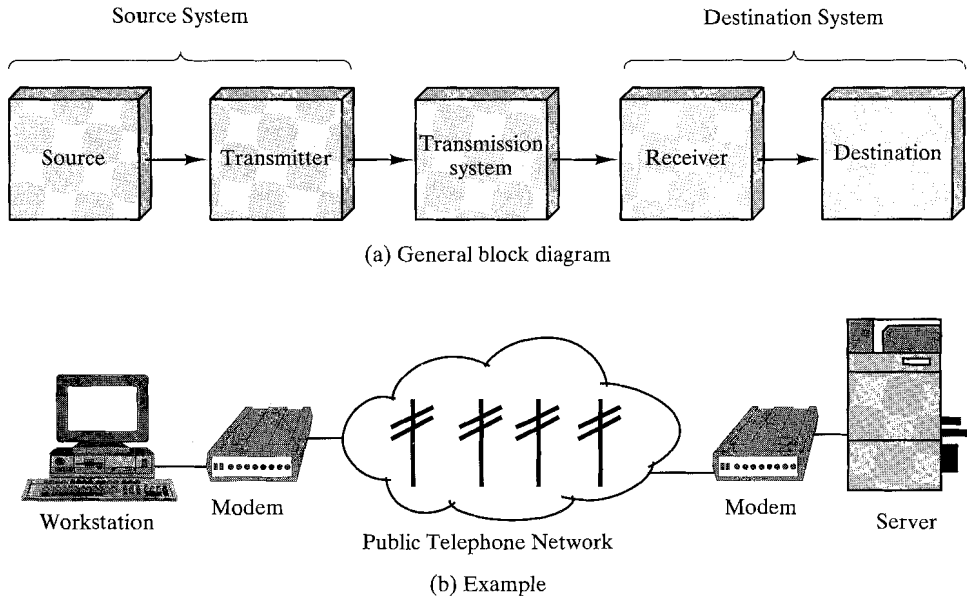 Source System
Destination System
Source
Transmitter
Transmission
system
Receiver
Destination
(a) General block diagram
Workstation
Modem
Public Telephone Network
Modem
Server
(b) Example